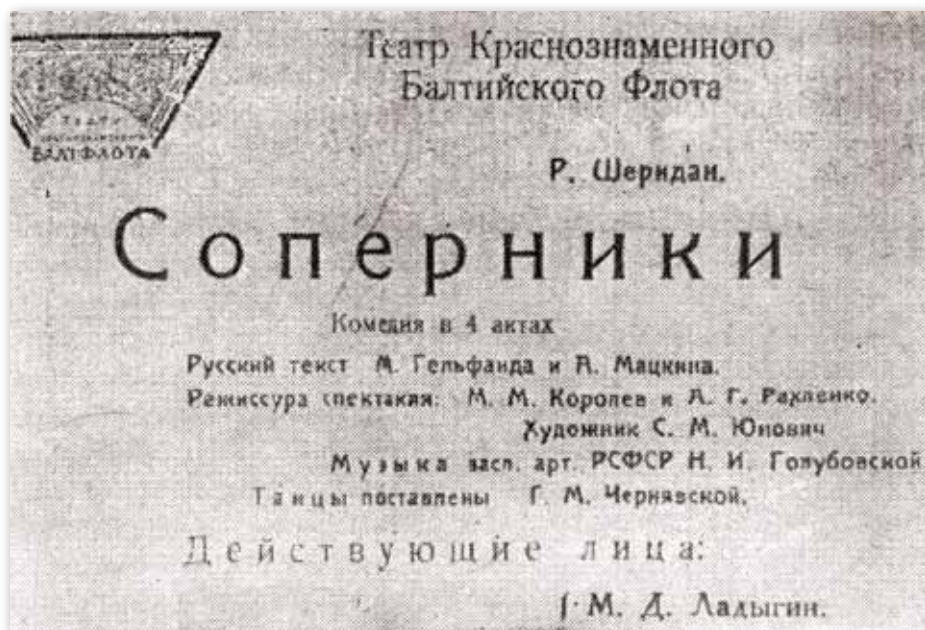 ТЕАТР
БАЛТФЛОТА
Театр Краснознаменного
Балтийского Флота
Р. Шеридан.
Соперники
Комедия в 4 актах
Русский текст М. Гельфанда и А. Мацкина.
Режиссура спектакля: М. М. Королев и А. Г. Рахленко.
Художник С. М. Юнович
Музыка засл. арт. РСФСР Н. И. Голубовской
Танцы поставлены Г. М. Чернявской.
Действующие лица:
М. Д. Ладыгин.